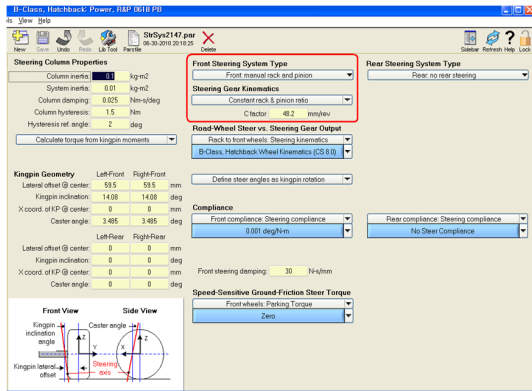 B-Class, Hatchback: Power, R&P 0618 PB
ols View Help
New Save Undo Redo Lib Tool Parsfile
StrSys2147.par
06-30-2010 20:18:25
Delete
Sidebar Refresh Help Lock
Steering Column Properties
Column inertia: 0.1 kg-m2
System inertia: 0.01 kg-m2
Column damping: 0.025 Nm-s/deg
Column hysteresis: 1.5 Nm
Hysteresis ref. angle: 2 deg
Calculate torque from kingpin moments
Kingpin Geometry Left-Front Right-Front
Lateral offset @ center: 59.5 59.5 mm
Kingpin inclination: 14.08 14.08 deg
X coord. of KP @ center: 0 0 mm
Caster angle: 3.485 3.485 deg
Left-Rear Right-Rear
Lateral offset @ center: 0 0 mm
Kingpin inclination: 0 0 deg
X coord. of KP @ center: 0 0 mm
Caster angle: 0 0 deg
Front View Side View
Kingpin inclination angle
Caster angle
Z
Y
X
Z
Kingpin lateral offset
Steering axis
Front Steering System Type
Front: manual rack and pinion
Steering Gear Kinematics
Constant rack & pinion ratio
C factor 48.2 mm/rev
Road-Wheel Steer vs. Steering Gear Output
Rack to front wheels: Steering kinematics
B-Class, Hatchback Wheel Kinematics (CS 8.0)
Define steer angles as kingpin rotation
Compliance
Front compliance: Steering compliance
0.001 deg/N-m
Front steering damping: 30 N-s/mm
Speed-Sensitive Ground-Friction Steer Torque
Front wheels: Parking Torque
Zero
Rear Steering System Type
Rear: no rear steering
Rear compliance: Steering compliance
No Steer Compliance